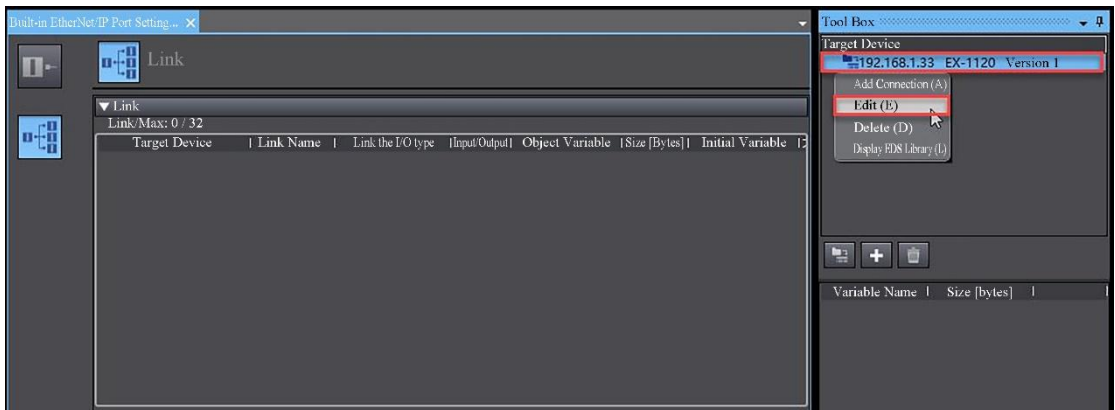 Built-in EtherNet/IP Port Setting...
Link
Link
Link/Max: 0 / 32
Target Device Link Name Link the I/O type Input/Output Object Variable Size [Bytes] Initial Variable
Tool Box
Target Device
192.168.1.33 EX-1120 Version 1
Add Connection (A)
Edit (E)
Delete (D)
Display EDS Library (L)
Variable Name Size [bytes]